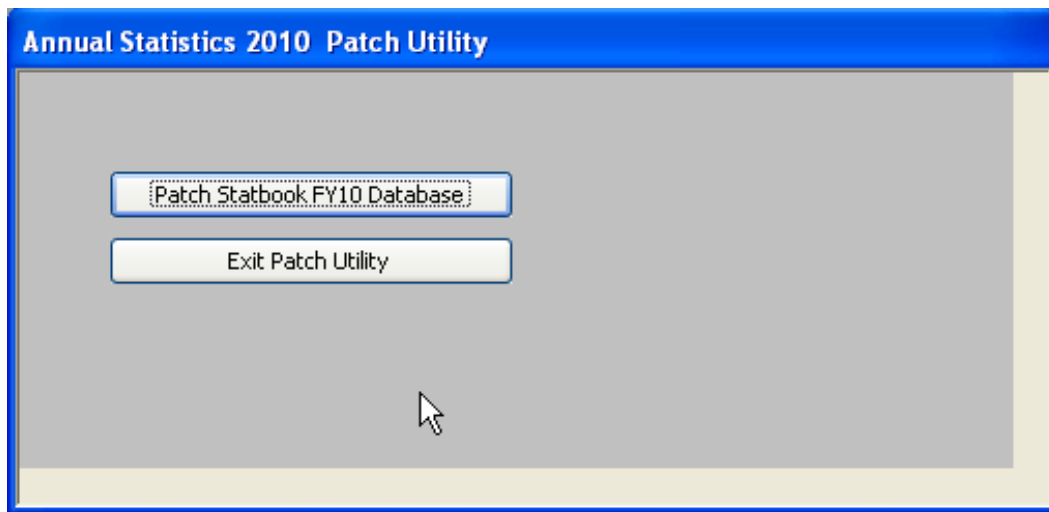 Annual Statistics 2010 Patch Utility
Patch Statbook FY10 Database
Exit Patch Utility